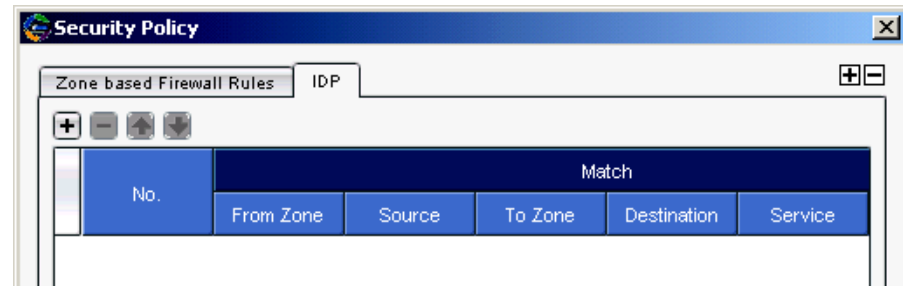 Security Policy
Zone based Firewall Rules IDP
No. Match
From Zone Source To Zone Destination Service